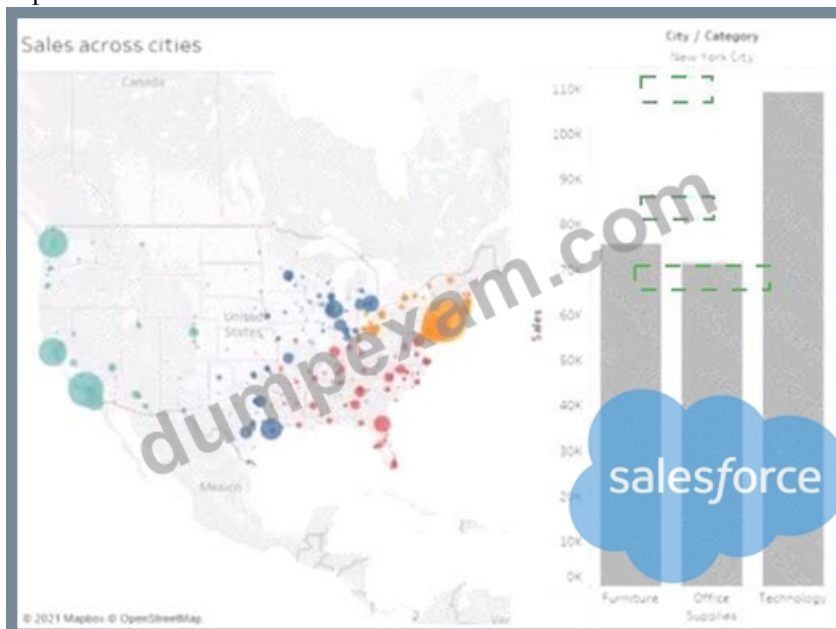 Sales across cities
Canada
United
States
Mexico
© 2021 Mapbox © OpenStreetMap
City / Category
New York City
110K
100K
90K
80K
70K
60K
50K
40K
30K
20K
10K
0K
Sales
Furniture
Office
Supplies
Technology
salesforce
dumpexam.com